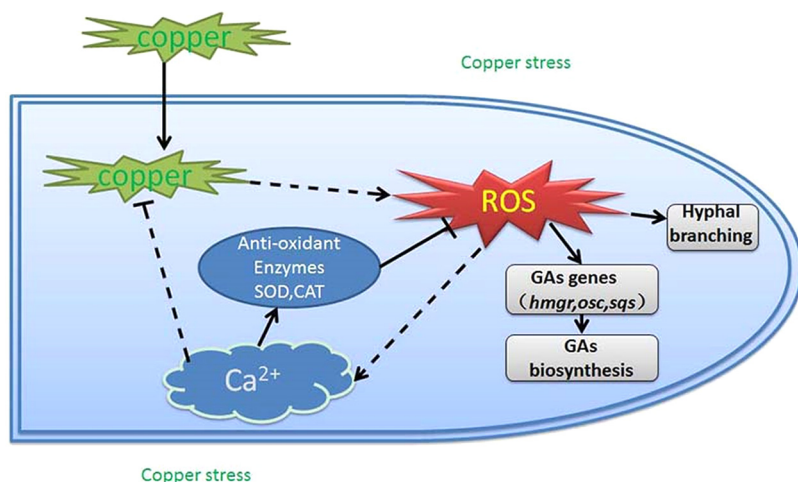 copper
Copper stress
copper
ROS
Hyphal
branching
Anti-oxidant
Enzymes
SOD,CAT
GAs genes
（hmgr,osc,sqs）
GAs
biosynthesis
Ca²⁺
Copper stress